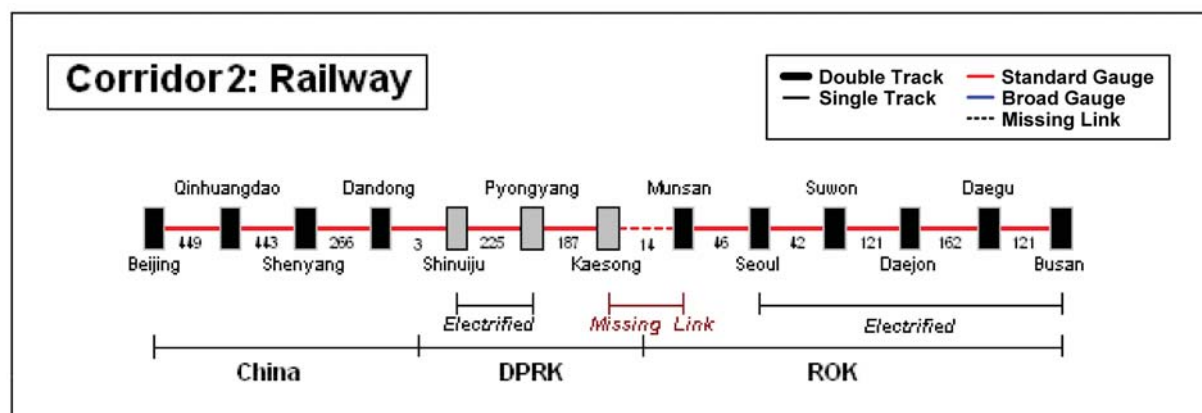 Corridor 2: Railway
Double Track
Standard Gauge
Single Track
Broad Gauge
Missing Link
Qinhuangdao Dandong Pyongyang Munsan Suwon Daegu
449 443 266 3 225 187 14 46 42 121 162 121
Beijing Shenyang Shinuiju Kaesong Seoul Daejon Busan
Electrified Missing Link Electrified
China DPRK ROK